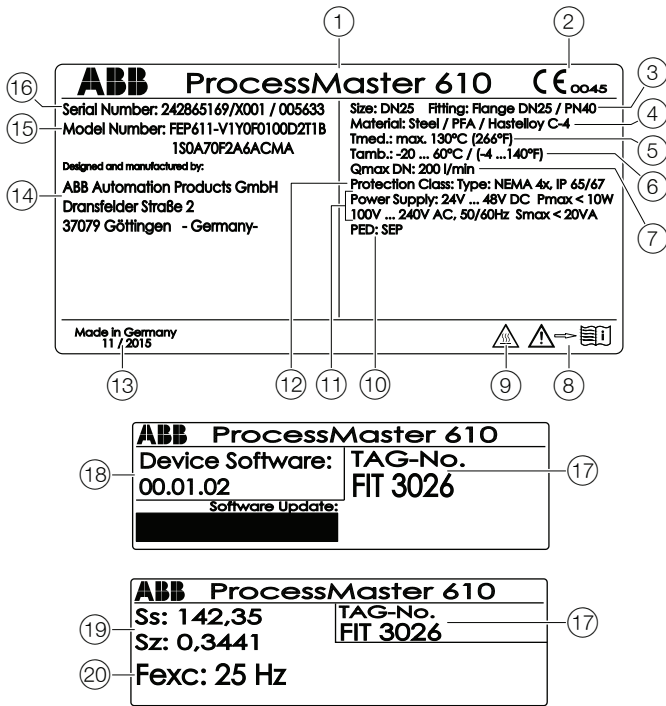 1 2
ABB ProcessMaster 610 CE 0045
16 Serial Number: 242865169/X001 / 005633
15 Model Number: FEP611-V1Y0F0100D2T1B
1S0A70F2A6ACMA
Designed and manufactured by:
14 ABB Automation Products GmbH
Dransfelder Straße 2
37079 Göttingen - Germany-
Size: DN25 Fitting: Flange DN25 / PN40 3
Material: Steel / PFA / Hastelloy C-4 4
Tmed.: max. 130°C (266°F) 5
Tamb.: -20 ... 60°C / (-4 ...140°F) 6
Qmax DN: 200 l/min 7
Protection Class: Type: NEMA 4x, IP 65/67
Power Supply: 24V ... 48V DC Pmax < 10W
100V ... 240V AC, 50/60Hz Smax < 20VA
PED: SEP
Made in Germany
11 / 2015
i
13 12 11 10 9 8
ABB ProcessMaster 610
18 Device Software:
00.01.02
Software Update:
TAG-No. 17
FIT 3026
ABB ProcessMaster 610
19 Ss: 142,35
Sz: 0,3441
20 Fexc: 25 Hz
TAG-No. 17
FIT 3026